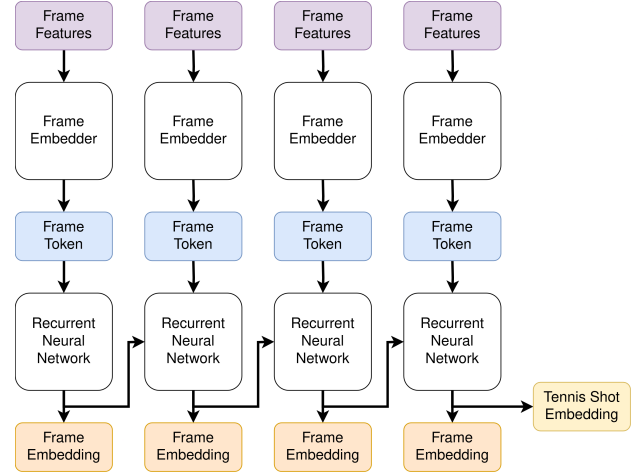 Frame
Features
Frame
Features
Frame
Features
Frame
Features
Frame
Embedder
Frame
Embedder
Frame
Embedder
Frame
Embedder
Frame
Token
Frame
Token
Frame
Token
Frame
Token
Recurrent
Neural
Network
Recurrent
Neural
Network
Recurrent
Neural
Network
Recurrent
Neural
Network
Tennis Shot
Embedding
Frame
Embedding
Frame
Embedding
Frame
Embedding
Frame
Embedding